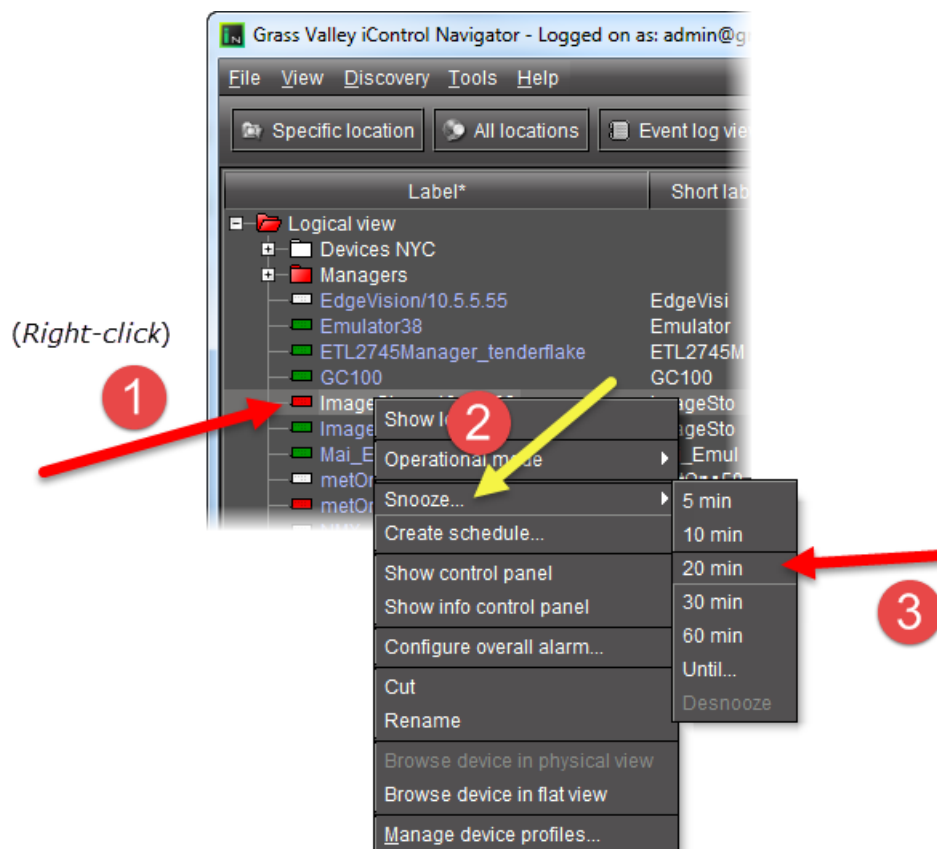 Grass Valley iControl Navigator - Logged on as: admin@
File View Discovery Tools Help
Specific location All locations Event log
Label* Short
Logical view
Devices NYC
Managers
EdgeVision/10.5.5.55 EdgeVisi
(Right-click)
Emulator38 Emulator
ETL2745Manager_tenderflake ETL2745M
1
GC100 GC100
2
Show
Operational mode
Snooze...
Create schedule...
Show control panel
Show info control panel
Configure overall alarm...
Cut
Rename
Browse device in physical view
Browse device in flat view
Manage device profiles...
5 min
10 min
20 min
30 min
60 min
Until...
Desnooze
3